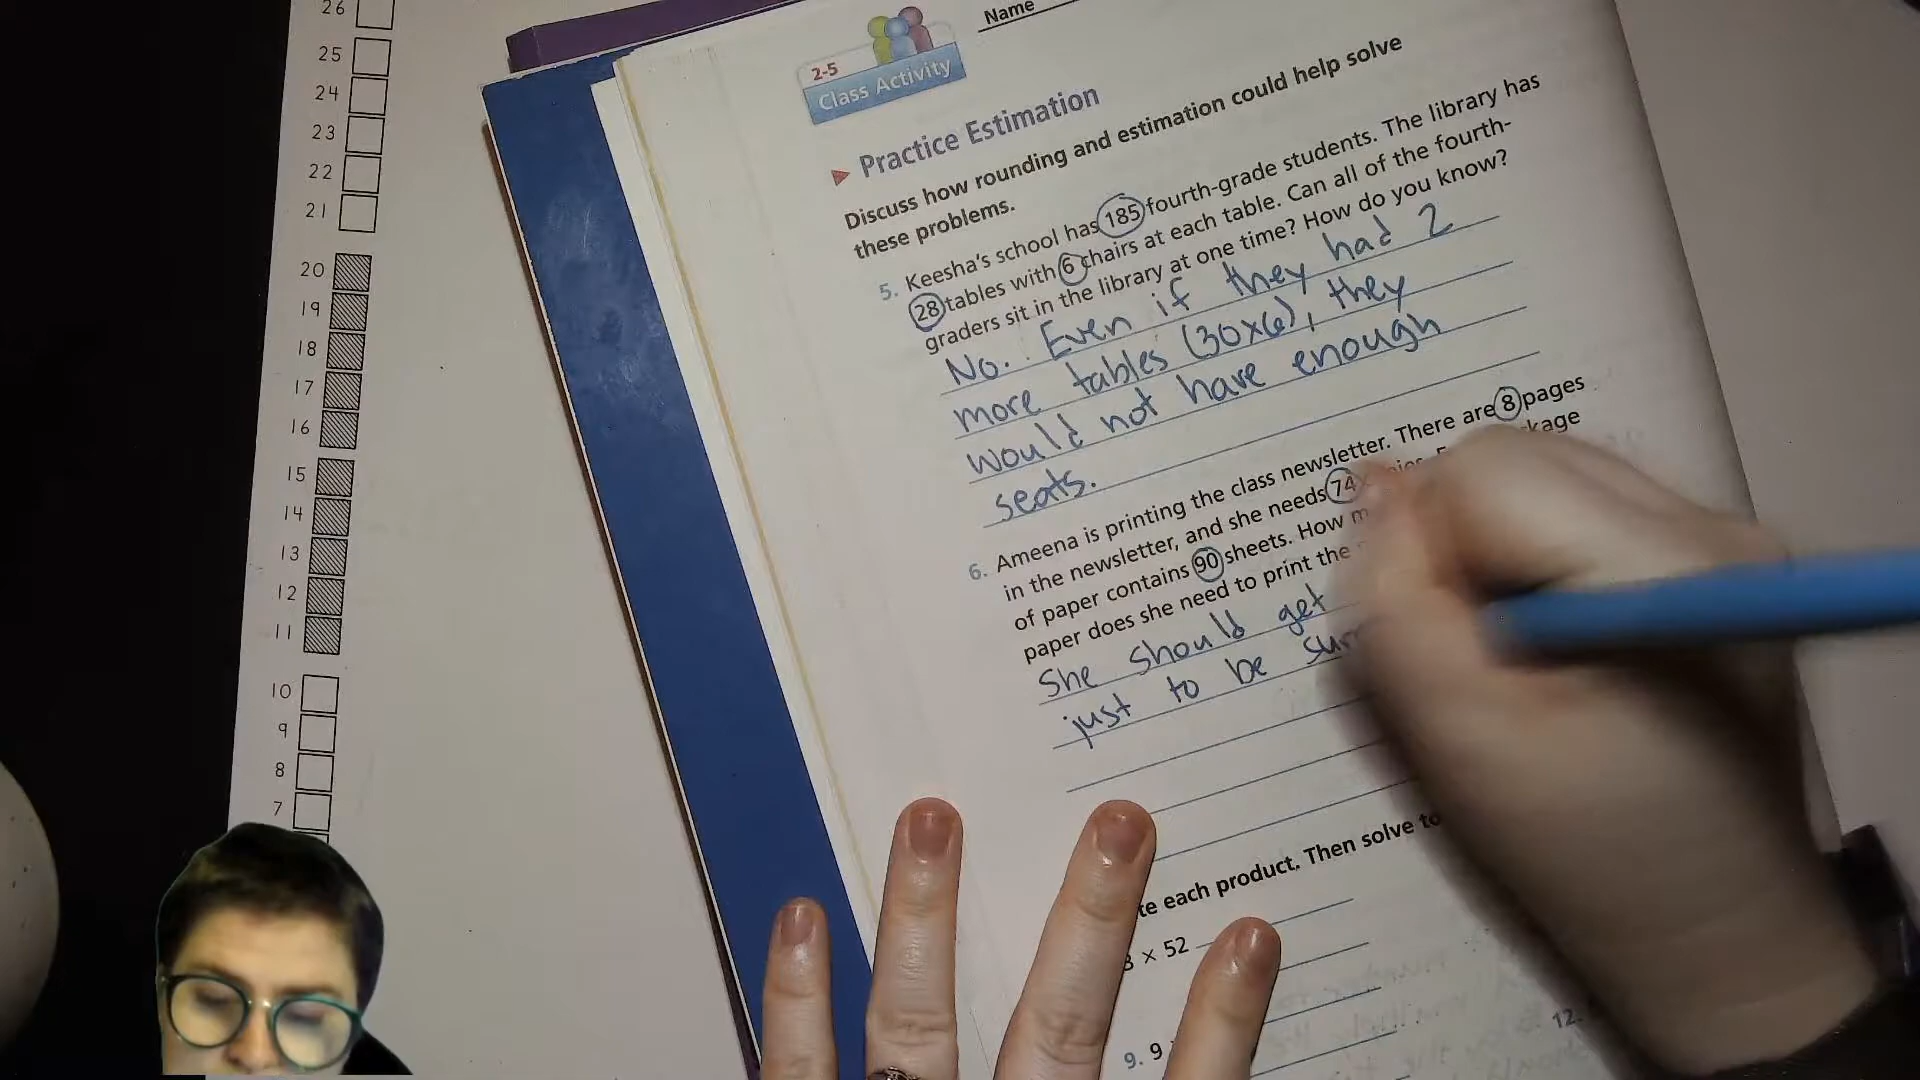 26
25
24
23
22
21
20
19
18
17
16
15
14
13
12
11
10
9
8
7
2-5
Class Activity
Name
Practice Estimation
Discuss how rounding and estimation could help solve
these problems.
5. Keesha's school has 185 fourth-grade students. The library has
28 tables with 6 chairs at each table. Can all of the fourth-
graders sit in the library at one time? How do you know?
No. Even if they had 2
more tables (30x6), they
would not have enough
seats.
6. Ameena is printing the class newsletter. There are 8 pages
in the newsletter, and she needs 74
of paper contains 90 sheets. How
paper does she need to print the
She should get
just to be
each product. Then solve to
× 52
9. 9
12.